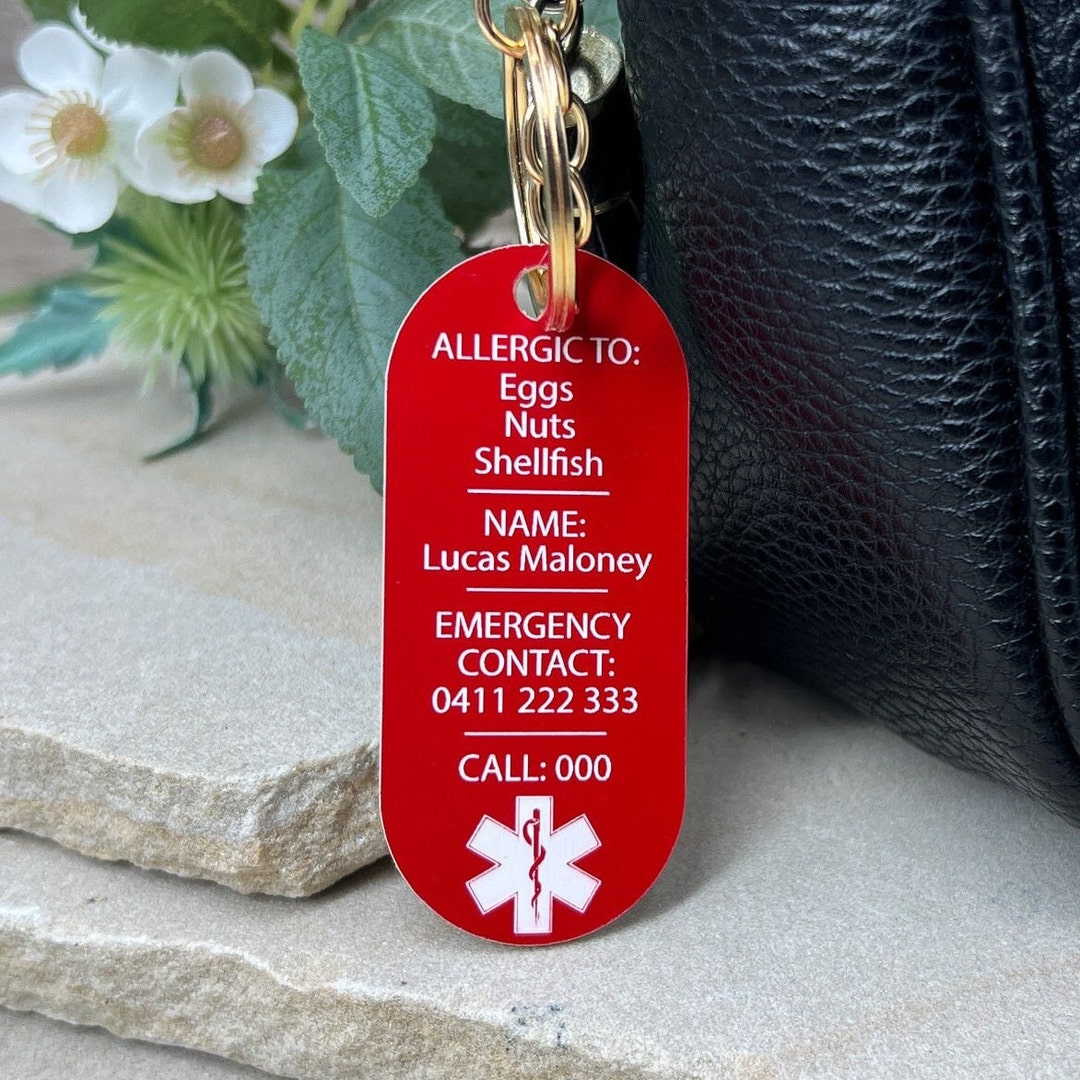 ALLERGIC TO:
Eggs
Nuts
Shellfish
NAME:
Lucas Maloney
EMERGENCY
CONTACT:
0411 222 333
CALL: 000